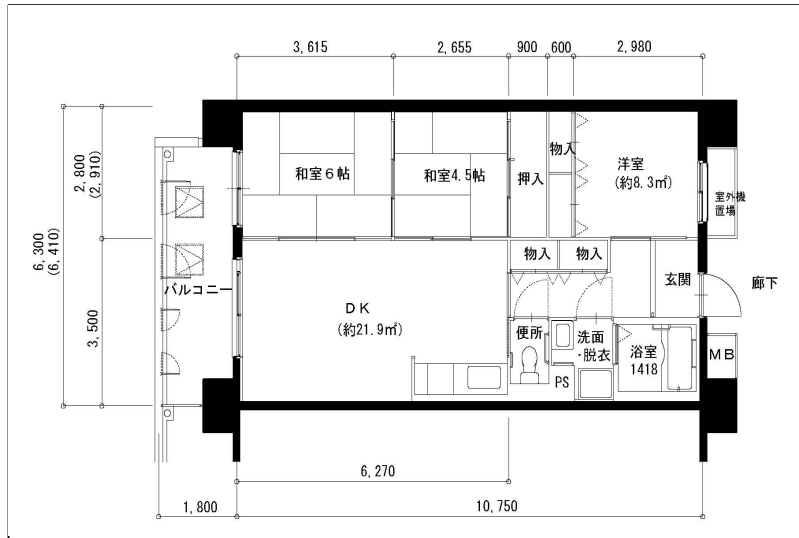 3,615
2,655
900
600
2,980
2,800
(2,910)
6,300
(6,410)
3,500
和室6帖
和室4.5帖
押入
物入
洋室
(約8.3㎡)
室外機
置場
物入
物入
玄関
廊下
バルコニー
DK
(約21.9㎡)
便所
洗面
・脱衣
浴室
1418
MB
PS
6,270
1,800
10,750